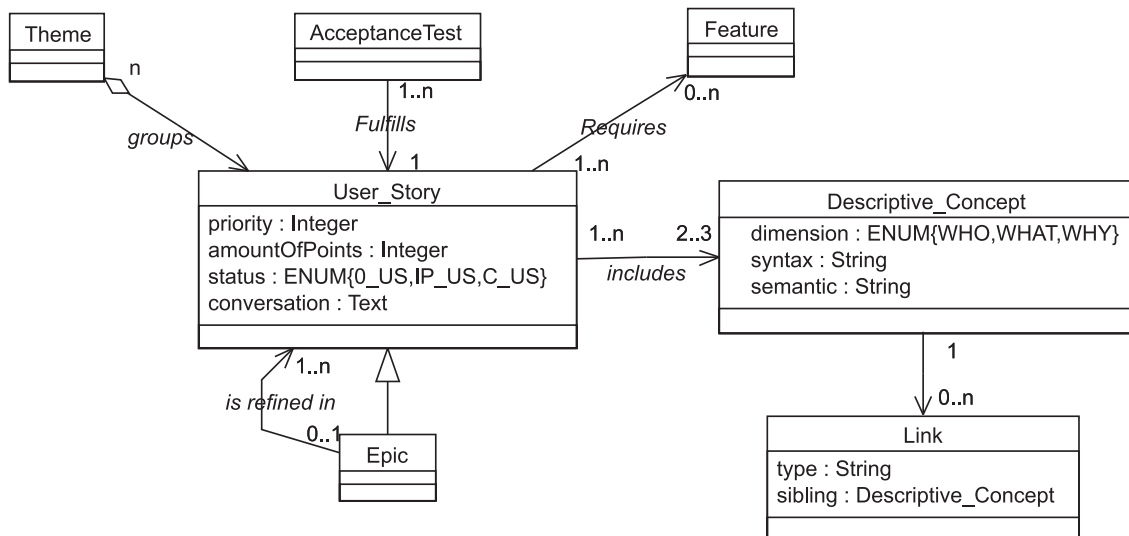 Theme
AcceptanceTest
Feature
n
1..n
0..n
groups
Fulfills
Requires
1
1..n
User_Story
priority : Integer
amountOfPoints : Integer
status : ENUM{0_US,IP_US,C_US}
conversation : Text
1..n
2..3
includes
Descriptive_Concept
dimension : ENUM{WHO,WHAT,WHY}
syntax : String
semantic : String
1..n
is refined in
0..1
Epic
1
0..n
Link
type : String
sibling : Descriptive_Concept